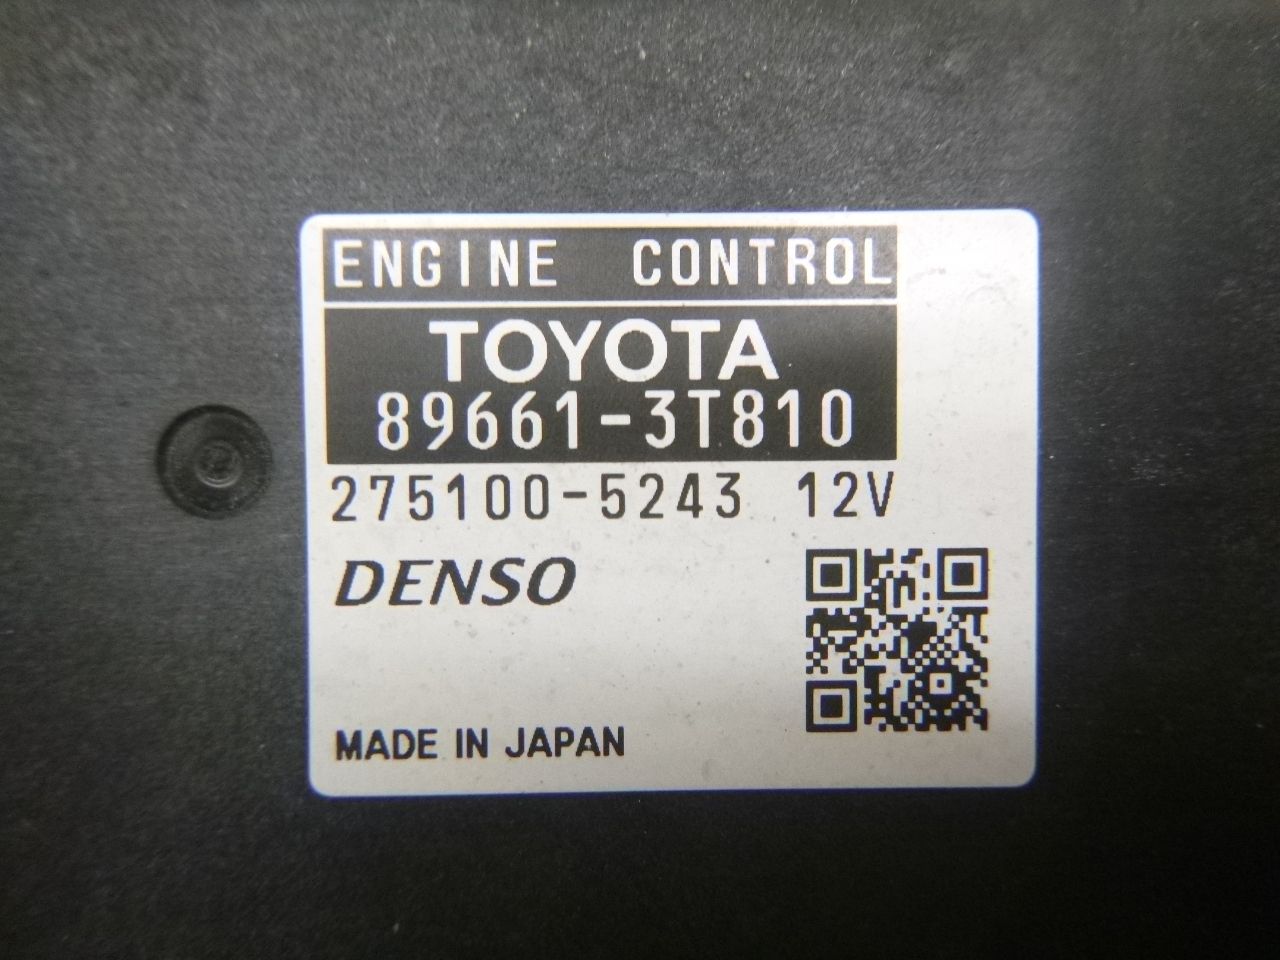 ENGINE CONTROL
TOYOTA
89661-3T810
275100-5243 12V
DENSO
MADE IN JAPAN